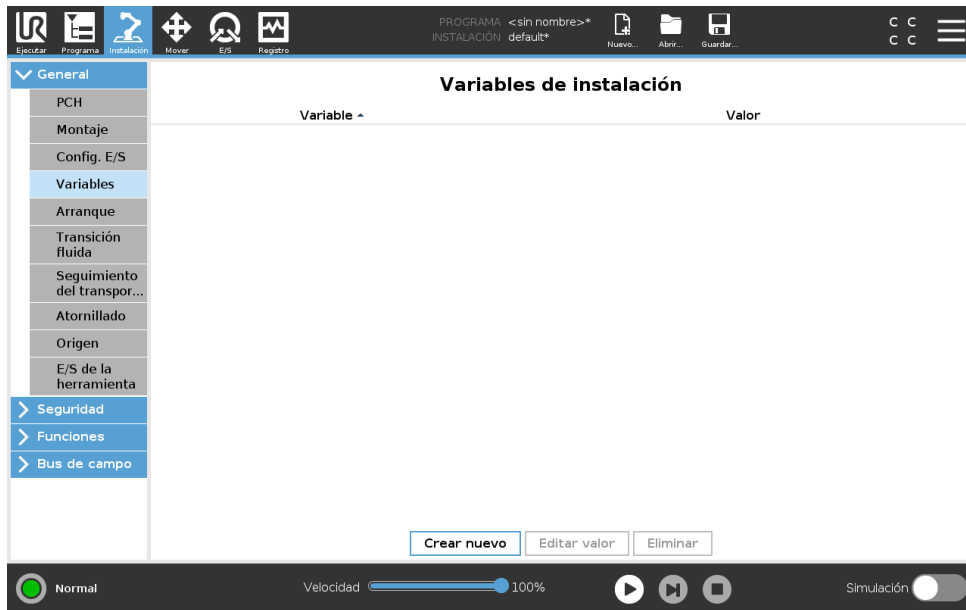 PROGRAMA <sin nombre>*
INSTALACIÓN default*
Ejecutar Programa Instalación Mover E/S Registro Nuevo... Abrir... Guardar...
C C
C C
General
PCH
Montaje
Config. E/S
Variables
Arranque
Transición
fluida
Seguimiento
del transpor...
Atornillado
Origen
E/S de la
herramienta
Seguridad
Funciones
Bus de campo
Variables de instalación
Variable Valor
Crear nuevo Editar valor Eliminar
Normal Velocidad 100% Simulación